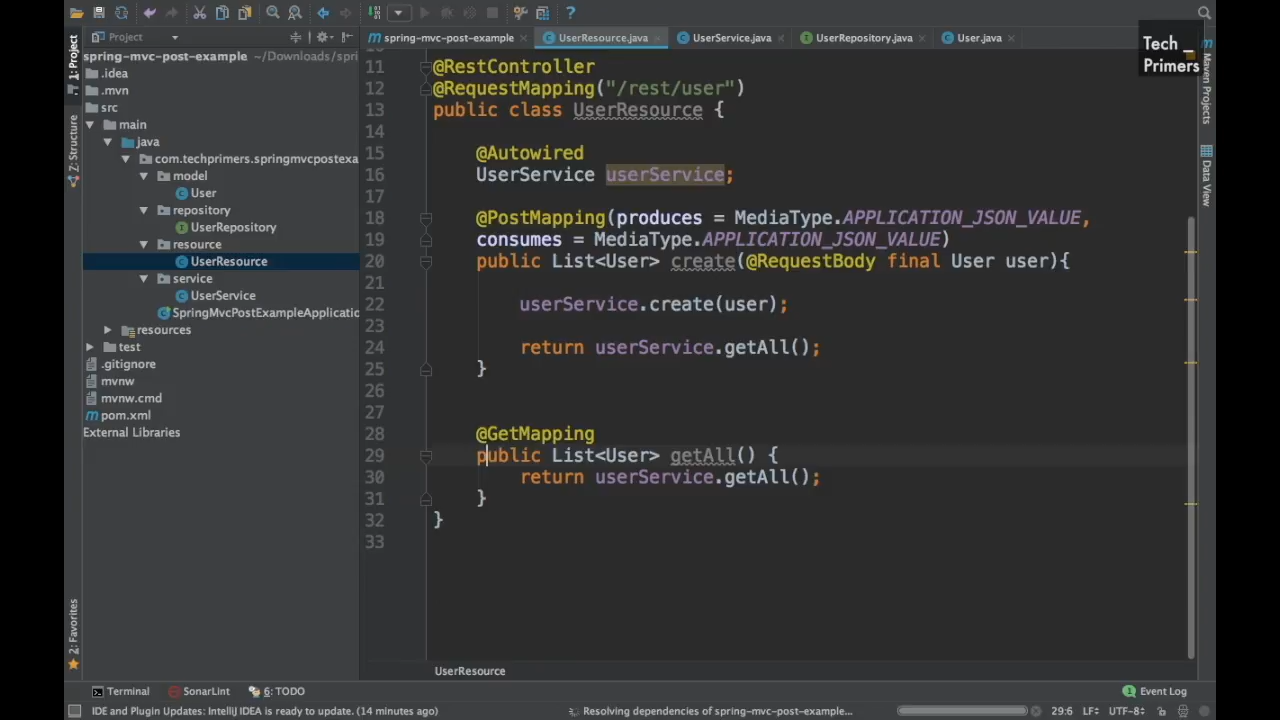 spring-mvc-post-example
UserResource.java
UserService.java
UserRepository.java
User.java
Tech _
Primers
Project
spring-mvc-post-example ~/Downloads/spri
.idea
.mvn
src
main
java
com.techprimers.springmvcpostexa
model
User
repository
UserRepository
resource
UserResource
service
UserService
SpringMvcPostExampleApplicatio
resources
test
.gitignore
mvnw
mvnw.cmd
pom.xml
External Libraries
1: Project
7: Structure
2: Favorites
11 @RestController
12 @RequestMapping("/rest/user")
13 public class UserResource {
14
15 @Autowired
16 UserService userService;
17
18 @PostMapping(produces = MediaType.APPLICATION_JSON_VALUE,
19 consumes = MediaType.APPLICATION_JSON_VALUE)
20 public List<User> create(@RequestBody final User user){
21
22 userService.create(user);
23
24 return userService.getAll();
25 }
26
27
28 @GetMapping
29 public List<User> getAll() {
30 return userService.getAll();
31 }
32 }
33
Maven Projects
Data View
UserResource
Terminal SonarLint 6: TODO Event Log
IDE and Plugin Updates: IntelliJ IDEA is ready to update. (14 minutes ago) Resolving dependencies of spring-mvc-post-example... 29:6 LF÷ UTF-8÷